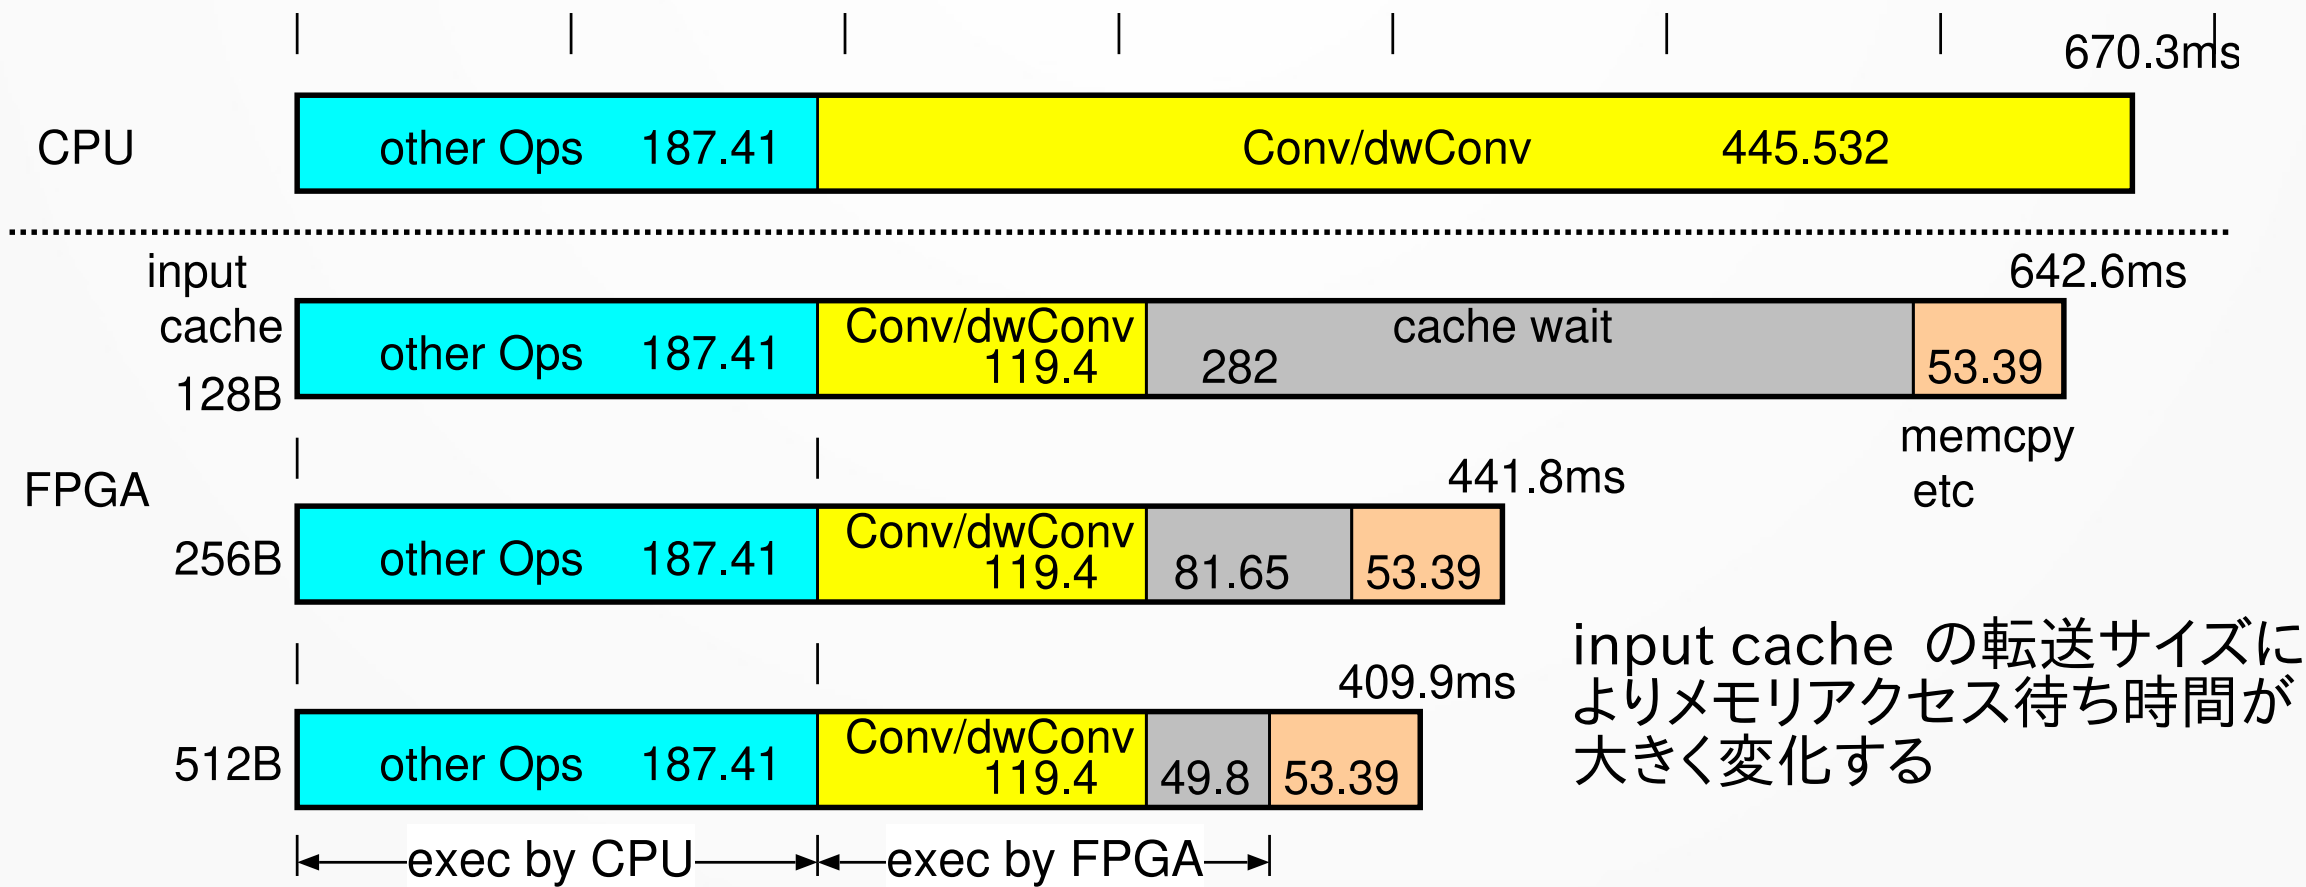 670.3ms
CPU
other Ops 187.41
Conv/dwConv 445.532
input
cache
128B
642.6ms
other Ops 187.41
Conv/dwConv
119.4
cache wait
282
53.39
memcpy
etc
FPGA
441.8ms
256B
other Ops 187.41
Conv/dwConv
119.4
81.65
53.39
409.9ms
512B
other Ops 187.41
Conv/dwConv
119.4
49.8
53.39
input cache の転送サイズに
よりメモリアクセス待ち時間が
大きく変化する
exec by CPU
exec by FPGA